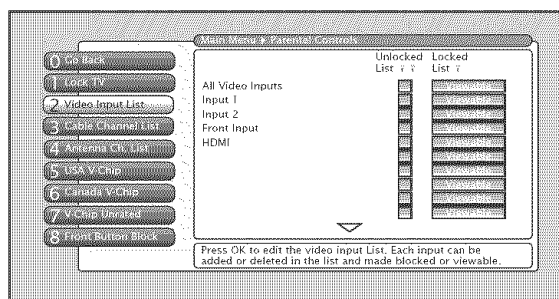 Main Menu Parental Controls
0 Go Back
1 Lock TV
2 Video Input List
3 Cable Channel List
4 Antenna Ch. List
5 USA V-Chip
6 Canada V-Chip
7 V-Chip Unrated
8 Front Button Block
Unlocked Locked
List List
All Video Inputs
Input 1
Input 2
Front Input
HDMI
Press OK to edit the video input List. Each input can be
added or deleted in the list and made blocked or viewable.